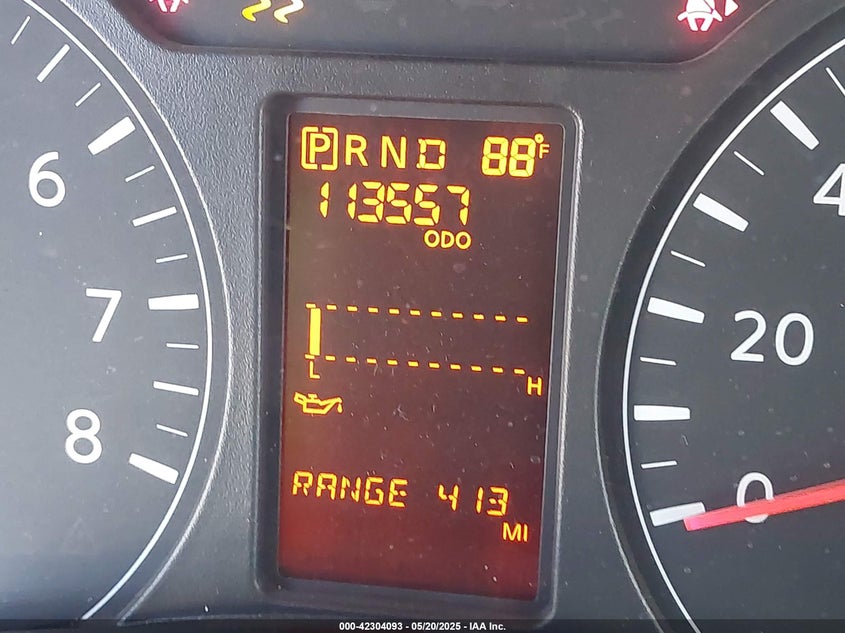 P R N D 88°F
113557
ODO
6
7
8
4
20
0
L
H
RANGE 413
MI
000-42304093 - 05/20/2025 - IAA Inc.